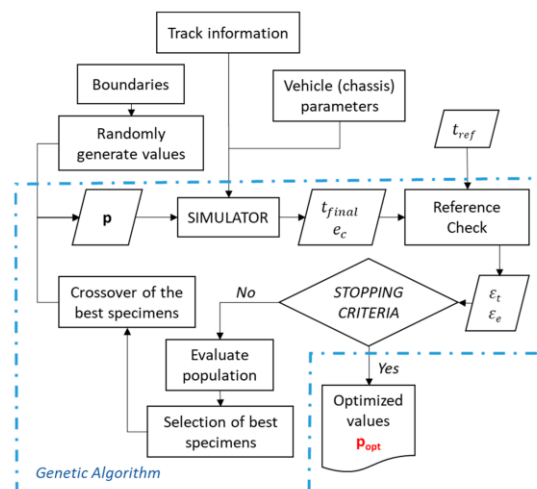 Track information
Boundaries
Vehicle (chassis)
parameters
Randomly
generate values
t_ref
p
SIMULATOR
t_final
e_c
Reference
Check
Crossover of the
best specimens
No
STOPPING
CRITERIA
ε_t
ε_e
Evaluate
population
Yes
Selection of best
specimens
Optimized
values
p_opt
Genetic Algorithm